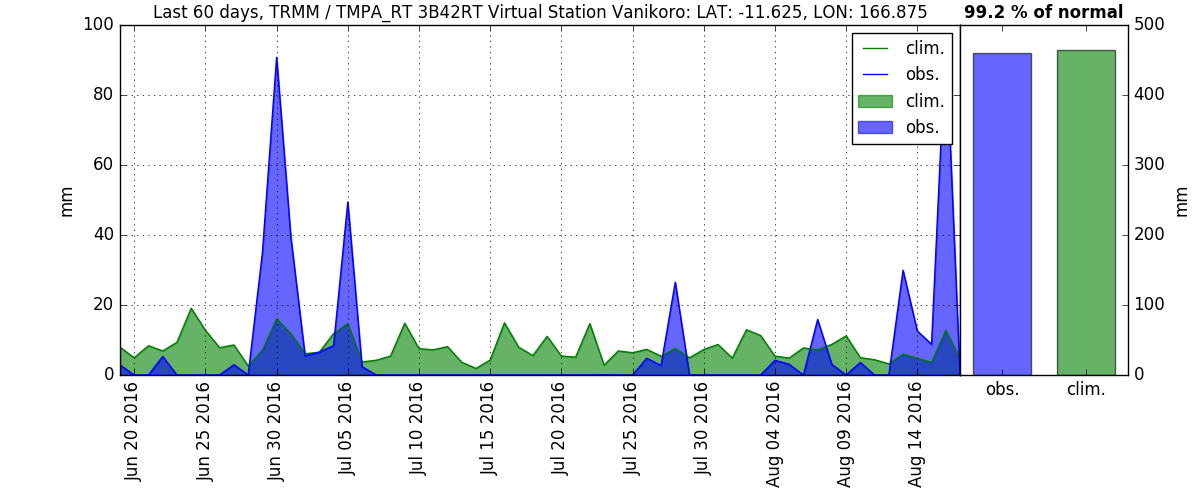 Last 60 days, TRMM / TMPA_RT 3B42RT Virtual Station Vanikoro: LAT: -11.625, LON: 166.875
99.2 % of normal
100
80
60
40
20
0
mm
clim.
obs.
clim.
obs.
Jun 20 2016
Jun 25 2016
Jun 30 2016
Jul 05 2016
Jul 10 2016
Jul 15 2016
Jul 20 2016
Jul 25 2016
Jul 30 2016
Aug 04 2016
Aug 09 2016
Aug 14 2016
500
400
300
200
100
0
mm
obs.
clim.